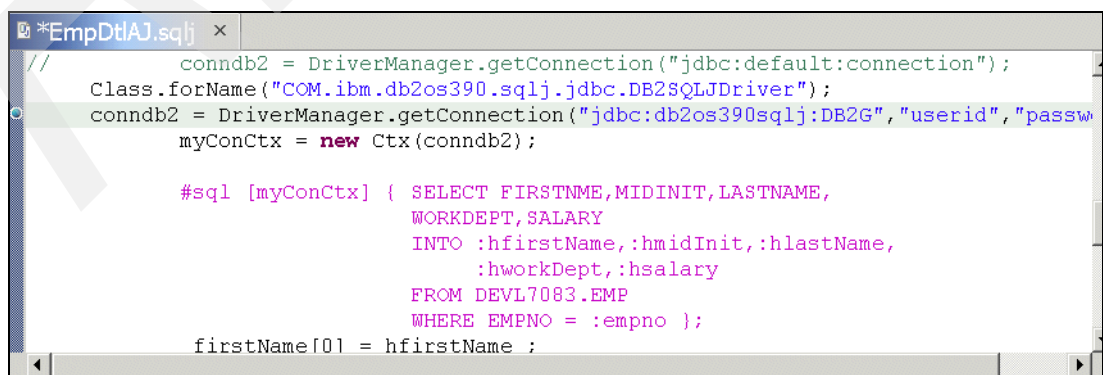 *EmpDtlAJ.sqlj ×
// conndb2 = DriverManager.getConnection("jdbc:default:connection");
Class.forName("COM.ibm.db2os390.sqlj.jdbc.DB2SQLJDriver");
conndb2 = DriverManager.getConnection("jdbc:db2os390sqlj:DB2G","userid","passw
myConCtx = new Ctx(conndb2);
#sql [myConCtx] { SELECT FIRSTNME,MIDINIT,LASTNAME,
WORKDEPT,SALARY
INTO :hfirstName,:hmidInit,:hlastName,
:hworkDept,:hsalary
FROM DEVL7083.EMP
WHERE EMPNO = :empno };
firstName[0] = hfirstName ;